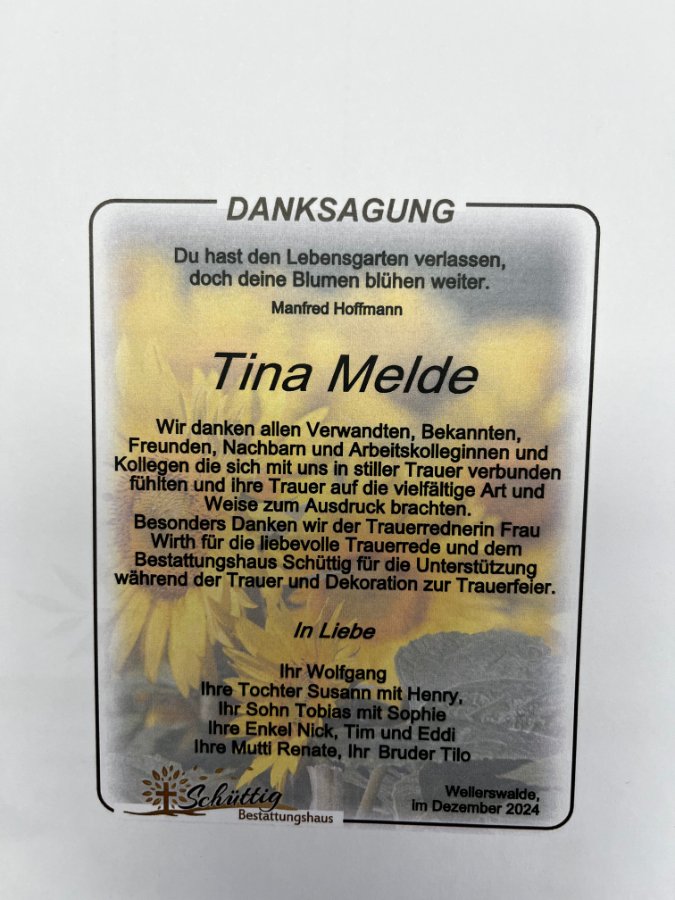 DANKSAGUNG
Du hast den Lebensgarten verlassen,
doch deine Blumen blühen weiter.
Manfred Hoffmann
Tina Melde
Wir danken allen Verwandten, Bekannten,
Freunden, Nachbarn und Arbeitskolleginnen und
Kollegen die sich mit uns in stiller Trauer verbunden
fühlten und ihre Trauer auf die vielfältige Art und
Weise zum Ausdruck brachten.
Besonders Danken wir der Trauerrednerin Frau
Wirth für die liebevolle Trauerrede und dem
Bestattungshaus Schüttig für die Unterstützung
während der Trauer und Dekoration zur Trauerfeier.
In Liebe
Ihr Wolfgang
Ihre Tochter Susann mit Henry,
Ihr Sohn Tobias mit Sophie
Ihre Enkel Nick, Tim und Eddi
Ihre Mutti Renate, Ihr Bruder Tilo
Schüttig
Bestattungshaus
Wellerswalde,
im Dezember 2024